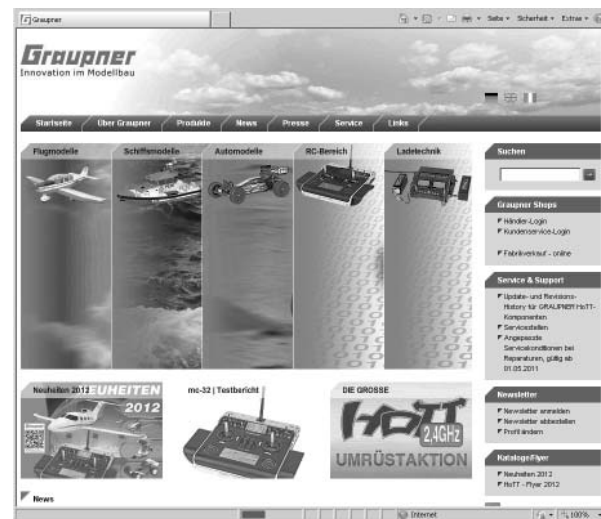 Graupner
Seite
Sicherheit
Extras
Graupner
Innovation im Modellbau
Startseite
Über Graupner
Produkte
News
Presse
Service
Links
Flugmodelle
Schiffsmodelle
Automodelle
RC-Bereich
Ladetechnik
Suchen
Graupner Shops
Händler-Login
Kundenservice-Login
Fabrikverkauf - online
Service & Support
Update- und Revisions-
History für GRAUPNER HoTT-
Komponenten
Servicestellen
Angepasste
Servicekonditionen bei
Reparaturen, gültig ab
01.05.2011
Neuheiten 2012
NEUHEITEN
2012
mc-32 | Testbericht
DIE GROSSE
HoTT
2,4GHz
UMRÜSTAKTION
Newsletter
Newsletter anmelden
Newsletter abbestellen
Profil ändern
Kataloge/Flyer
Neuheiten 2012
HoTT - Flyer 2012
News
Internet
100%